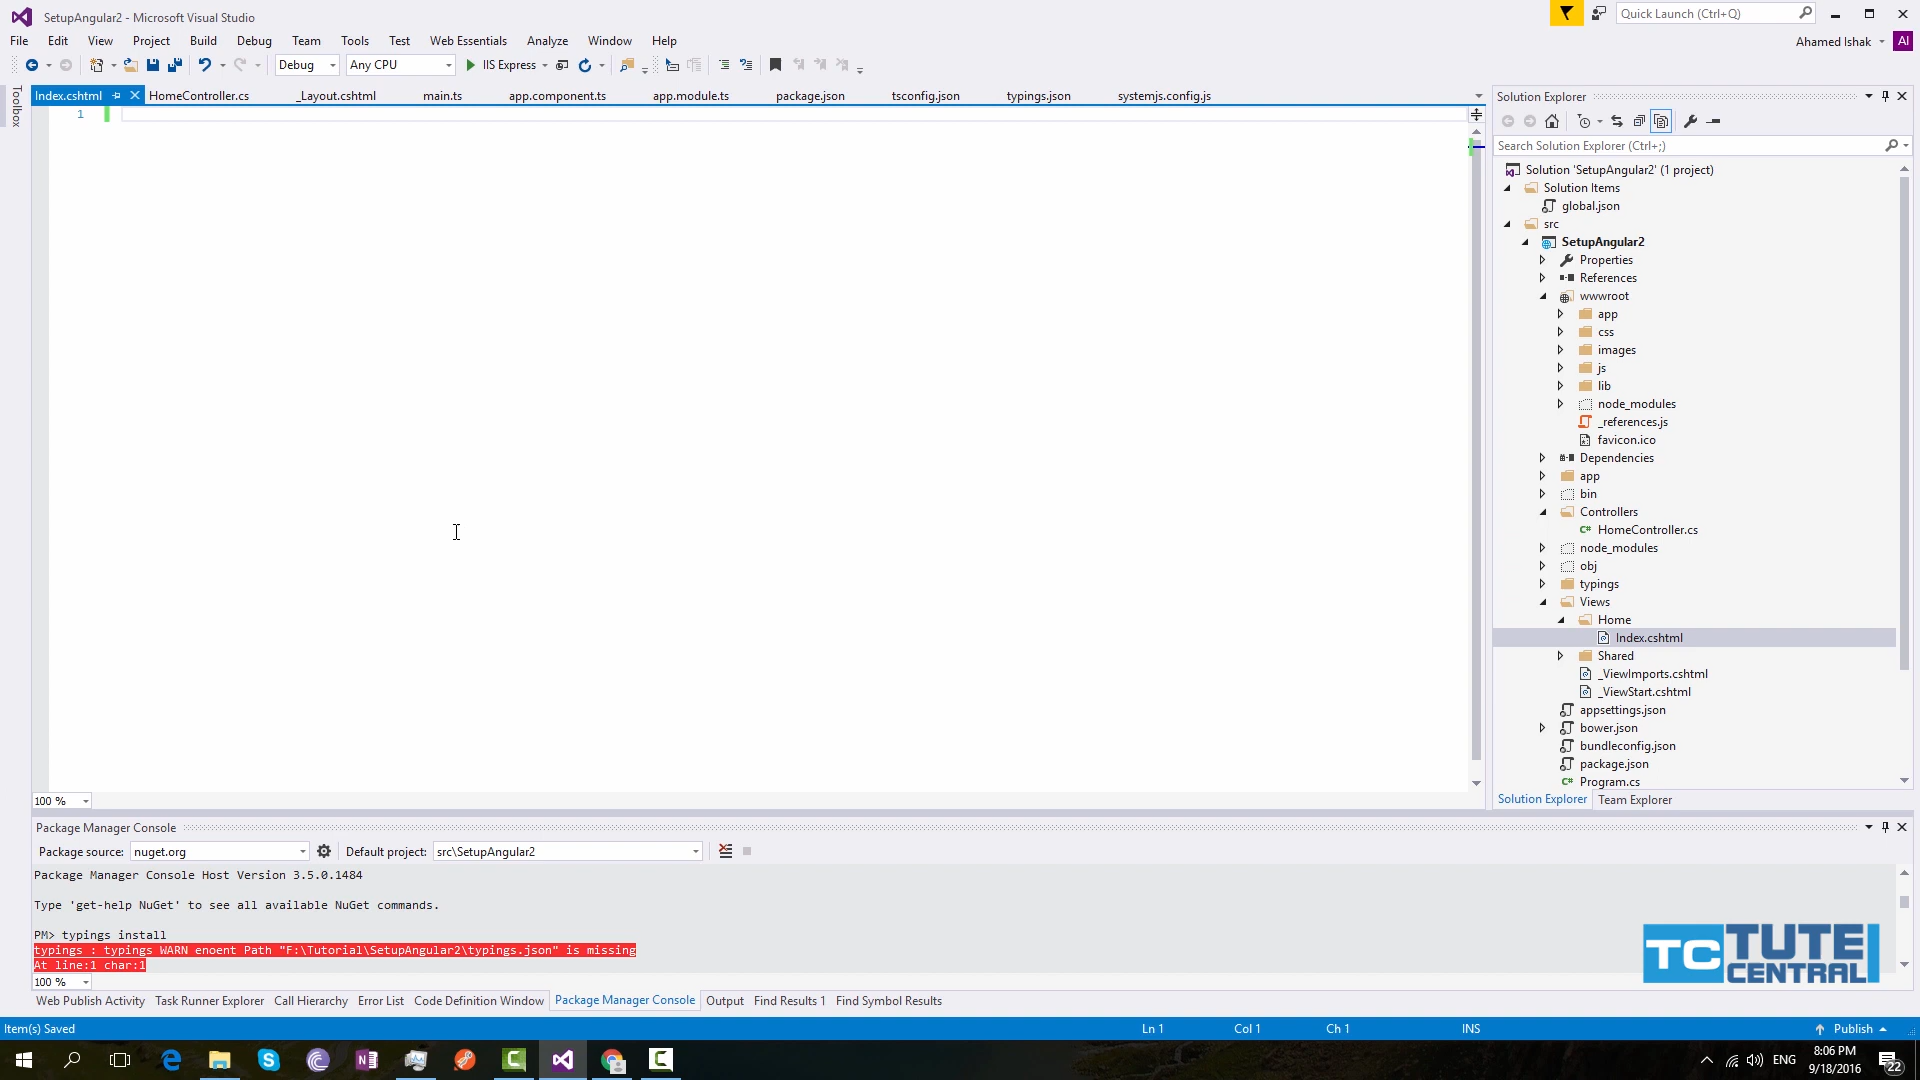 SetupAngular2 - Microsoft Visual Studio
Quick Launch (Ctrl+Q)
File Edit View Project Build Debug Team Tools Test Web Essentials Analyze Window Help
Ahamed Ishak AI
Debug Any CPU IIS Express
Toolbox
Index.cshtml HomeController.cs _Layout.cshtml main.ts app.component.ts app.module.ts package.json tsconfig.json typings.json systemjs.config.js
1
100 %
Solution Explorer
Search Solution Explorer (Ctrl+;)
Solution 'SetupAngular2' (1 project)
Solution Items
global.json
src
SetupAngular2
Properties
References
wwwroot
app
css
images
js
lib
node_modules
_references.js
favicon.ico
Dependencies
app
bin
Controllers
HomeController.cs
node_modules
obj
typings
Views
Home
Index.cshtml
Shared
_ViewImports.cshtml
_ViewStart.cshtml
appsettings.json
bower.json
bundleconfig.json
package.json
Program.cs
Solution Explorer Team Explorer
Package Manager Console
Package source: nuget.org Default project: src\SetupAngular2
Package Manager Console Host Version 3.5.0.1484
Type 'get-help NuGet' to see all available NuGet commands.
PM> typings install
typings : typings WARN enoent Path "F:\Tutorial\SetupAngular2\typings.json" is missing
At line:1 char:1
100 %
TC TUTE CENTRAL
Web Publish Activity Task Runner Explorer Call Hierarchy Error List Code Definition Window Package Manager Console Output Find Results 1 Find Symbol Results
Item(s) Saved Ln 1 Col 1 Ch 1 INS Publish
ENG
8:06 PM
9/18/2016
22